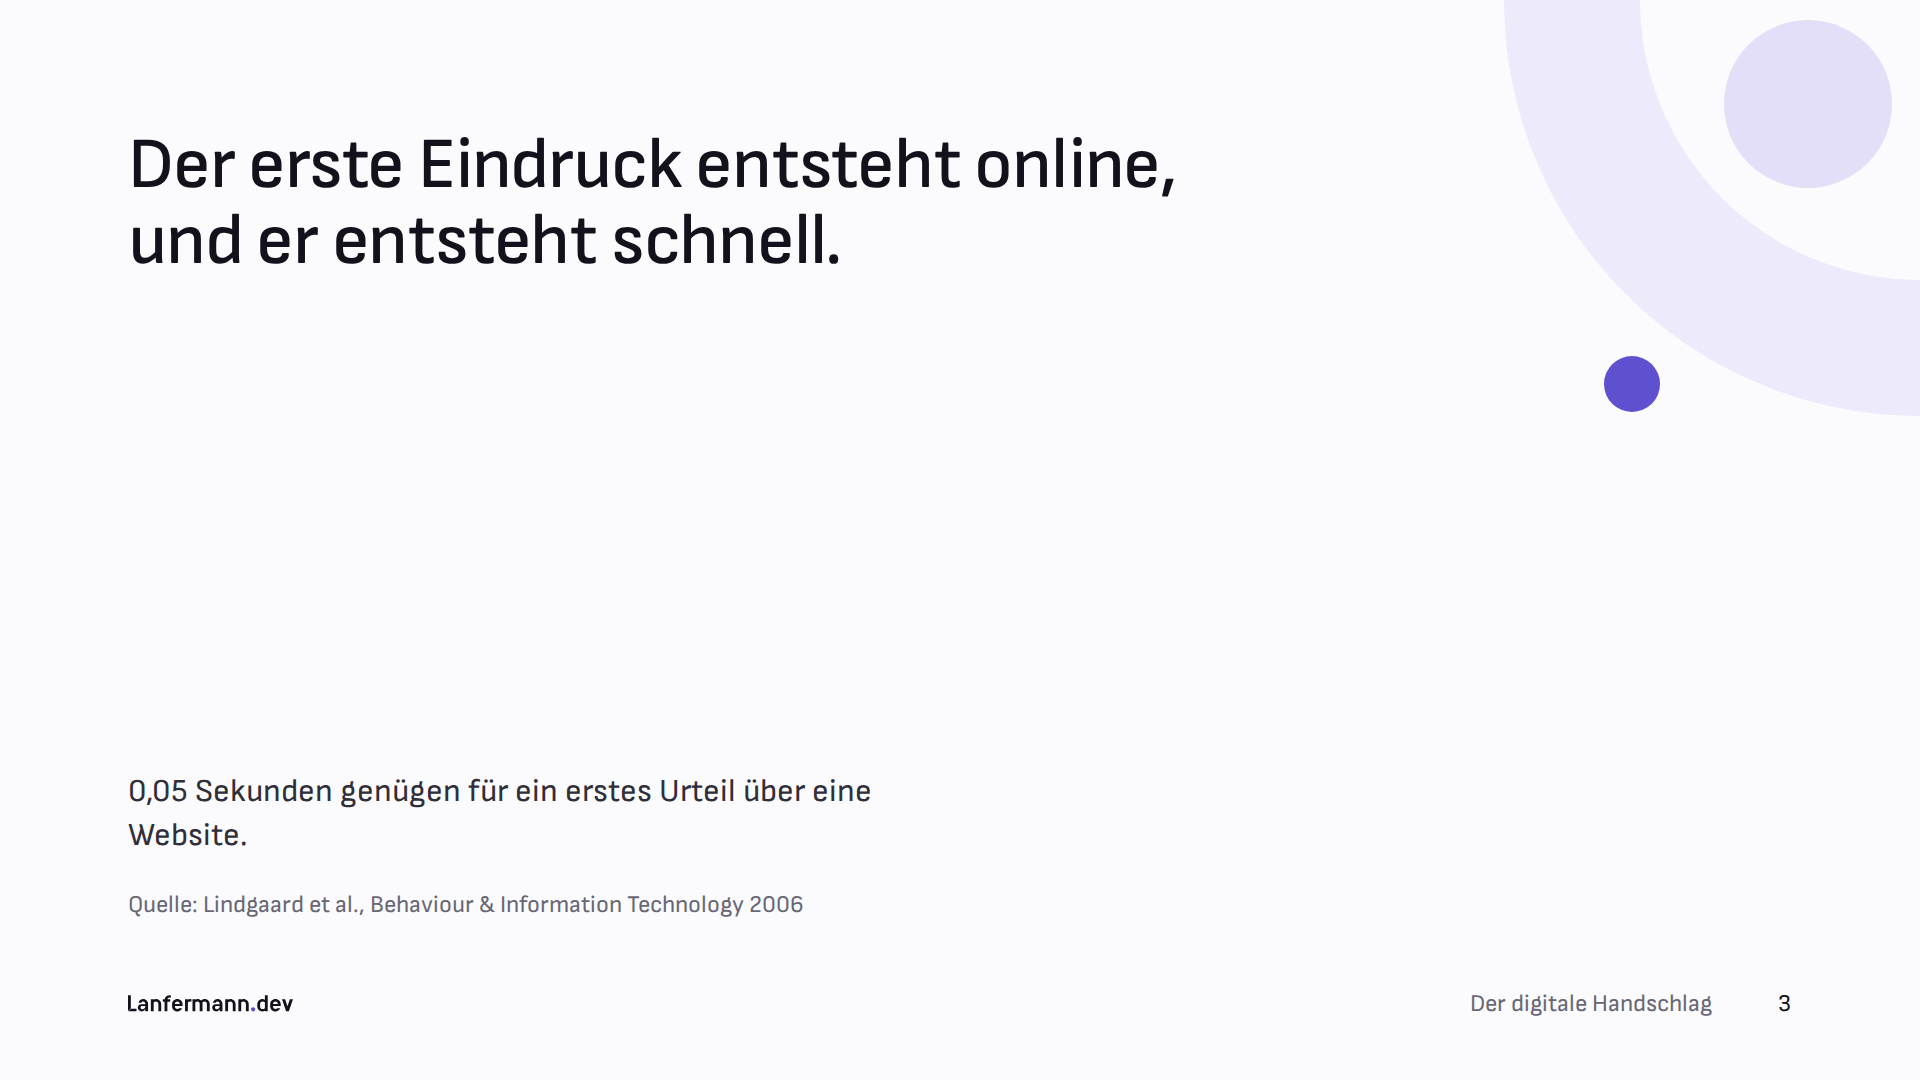 Der erste Eindruck entsteht online,
und er entsteht schnell.
0,05 Sekunden genügen für ein erstes Urteil über eine
Website.
Quelle: Lindgaard et al., Behaviour & Information Technology 2006
Lanfermann.dev
Der digitale Handschlag
3